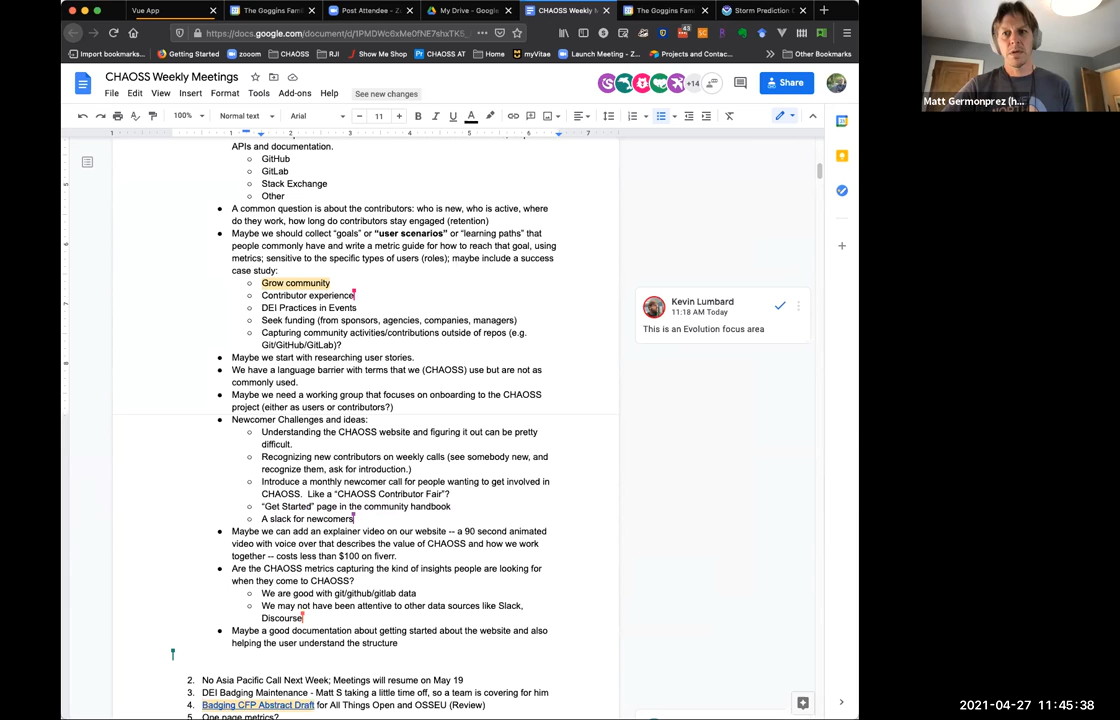 Vue App
The Goggins Fami
Post Attendee - Zo
My Drive - Google
CHAOSS Weekly M
The Goggins Fami
Storm Prediction C
https://docs.google.com/document/d/1PMDWc6xMe0fNE7shxTK5_
Import bookmarks...
Getting Started
zooom
CHAOSS
RJI
Show Me Shop
CHAOSS AT
Home
myVitae
Launch Meeting - Z...
Projects and Contac...
Other Bookmarks
CHAOSS Weekly Meetings
File Edit View Insert Format Tools Add-ons Help
See new changes
+14
Share
100%
Normal text
Arial
11
APIs and documentation.
○ GitHub
○ GitLab
○ Stack Exchange
○ Other
● A common question is about the contributors: who is new, who is active, where
do they work, how long do contributors stay engaged (retention)
● Maybe we should collect “goals” or “user scenarios” or “learning paths” that
people commonly have and write a metric guide for how to reach that goal, using
metrics; sensitive to the specific types of users (roles); maybe include a success
case study:
○ Grow community
○ Contributor experience
○ DEI Practices in Events
○ Seek funding (from sponsors, agencies, companies, managers)
○ Capturing community activities/contributions outside of repos (e.g.
Git/GitHub/GitLab)?
● Maybe we start with researching user stories.
● We have a language barrier with terms that we (CHAOSS) use but are not as
commonly used.
● Maybe we need a working group that focuses on onboarding to the CHAOSS
project (either as users or contributors?)
● Newcomer Challenges and ideas:
○ Understanding the CHAOSS website and figuring it out can be pretty
difficult.
○ Recognizing new contributors on weekly calls (see somebody new, and
recognize them, ask for introduction.)
○ Introduce a monthly newcomer call for people wanting to get involved in
CHAOSS. Like a “CHAOSS Contributor Fair”?
○ “Get Started” page in the community handbook
○ A slack for newcomers
● Maybe we can add an explainer video on our website -- a 90 second animated
video with voice over that describes the value of CHAOSS and how we work
together -- costs less than $100 on fiverr.
● Are the CHAOSS metrics capturing the kind of insights people are looking for
when they come to CHAOSS?
○ We are good with git/github/gitlab data
○ We may not have been attentive to other data sources like Slack,
Discourse
● Maybe a good documentation about getting started about the website and also
helping the user understand the structure
2. No Asia Pacific Call Next Week; Meetings will resume on May 19
3. DEI Badging Maintenance - Matt S taking a little time off, so a team is covering for him
4. Badging CFP Abstract Draft for All Things Open and OSSEU (Review)
5. One page metrics?
Kevin Lumbard
11:18 AM Today
This is an Evolution focus area
Matt Germonprez (h...
2021-04-27 11:45:38